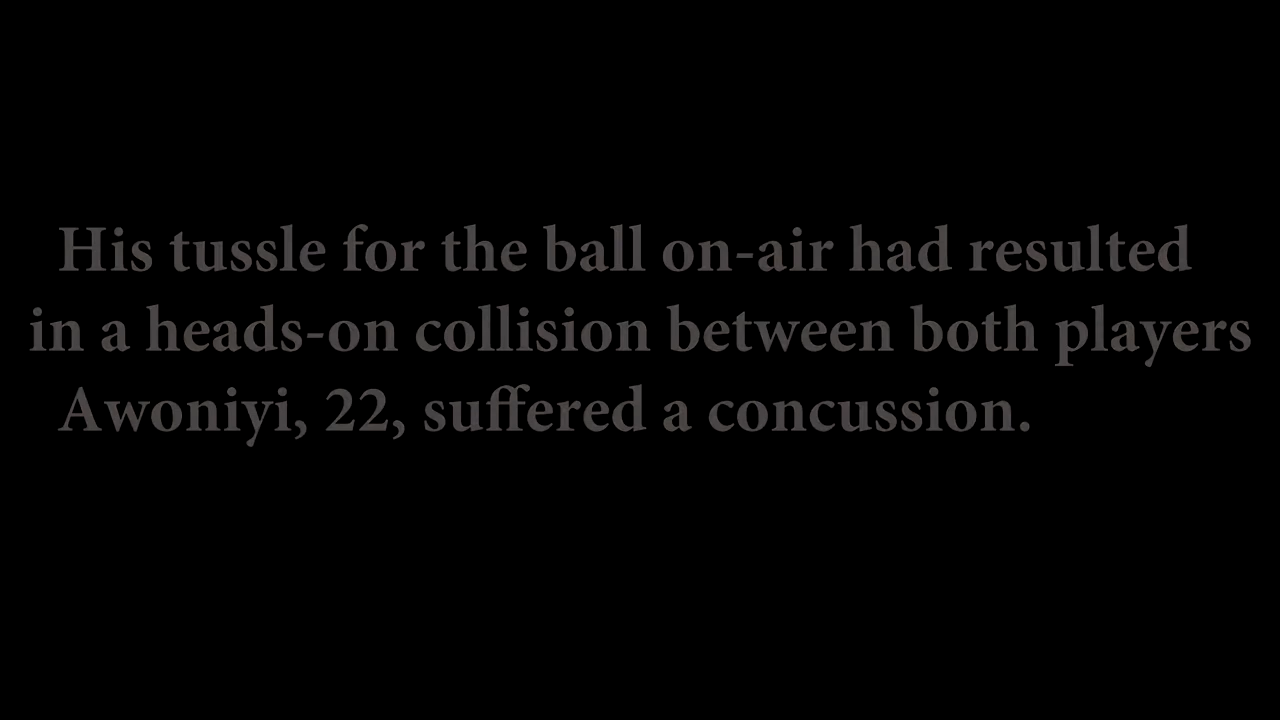 His tussle for the ball on-air had resulted
in a heads-on collision between both players
Awoniyi, 22, suffered a concussion.